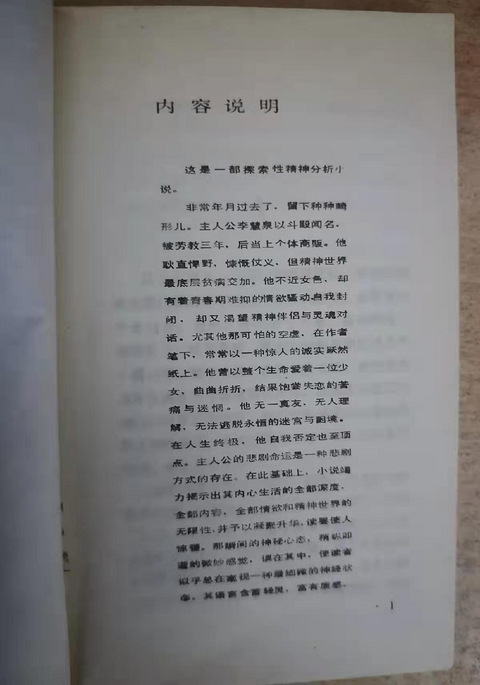 内容说明
这是一部探索性精神分析小
说。
非常年月过去了，留下种种畸
形儿。主人公李慧泉以斗殴闻名，
被劳教三年，后当上个体商贩。他
耿直悍野，慷慨仗义，但精神世界
最底层贫病交加。他不近女色，却
有着青春期难抑的情欲骚动，自我封
闭，却又渴望精神伴侣与灵魂对
话。尤其他那可怕的空虚，在作者
笔下，常常以一种惊人的诚实跃然
纸上。他曾以整个生命爱着一位少
女，曲曲折折，结果饱尝失恋的苦
痛与迷惘。他无一真友，无人理
解，无法逃脱永恒的迷宫与困境。
在人生终极，他自我否定也至顶
点。主人公的悲剧命运是一种悲剧
方式的存在。在此基础上，小说竭
力揭示出其内心生活的全部深度，
全部内容，全部情欲和精神世界的
无限性，并予以凝聚升华，读罢使人
惊警。那瞬间的神秘心态，稍纵即
逝的微妙感觉，误在其中，使读者
似乎总在窥视一种最细微的神经状
态。其语言含蓄轻灵，富有质感，
1